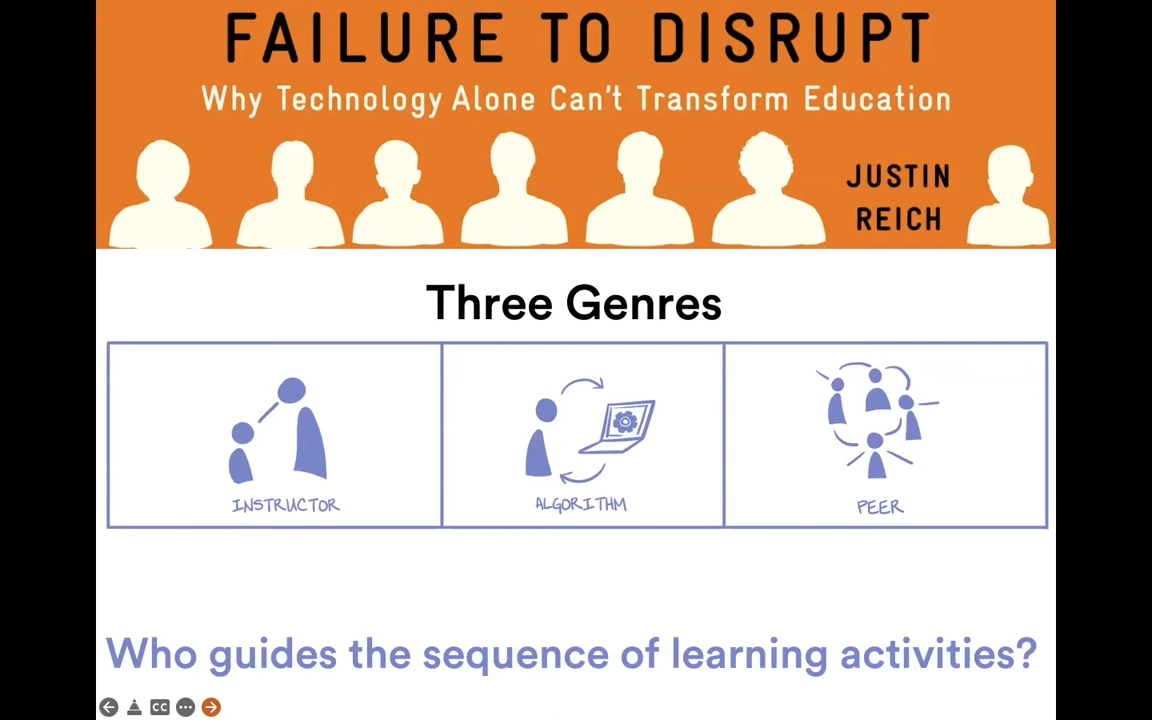 FAILURE TO DISRUPT
Why Technology Alone Can't Transform Education
JUSTIN
REICH
Three Genres
INSTRUCTOR
ALGORITHM
PEER
Who guides the sequence of learning activities?
CC